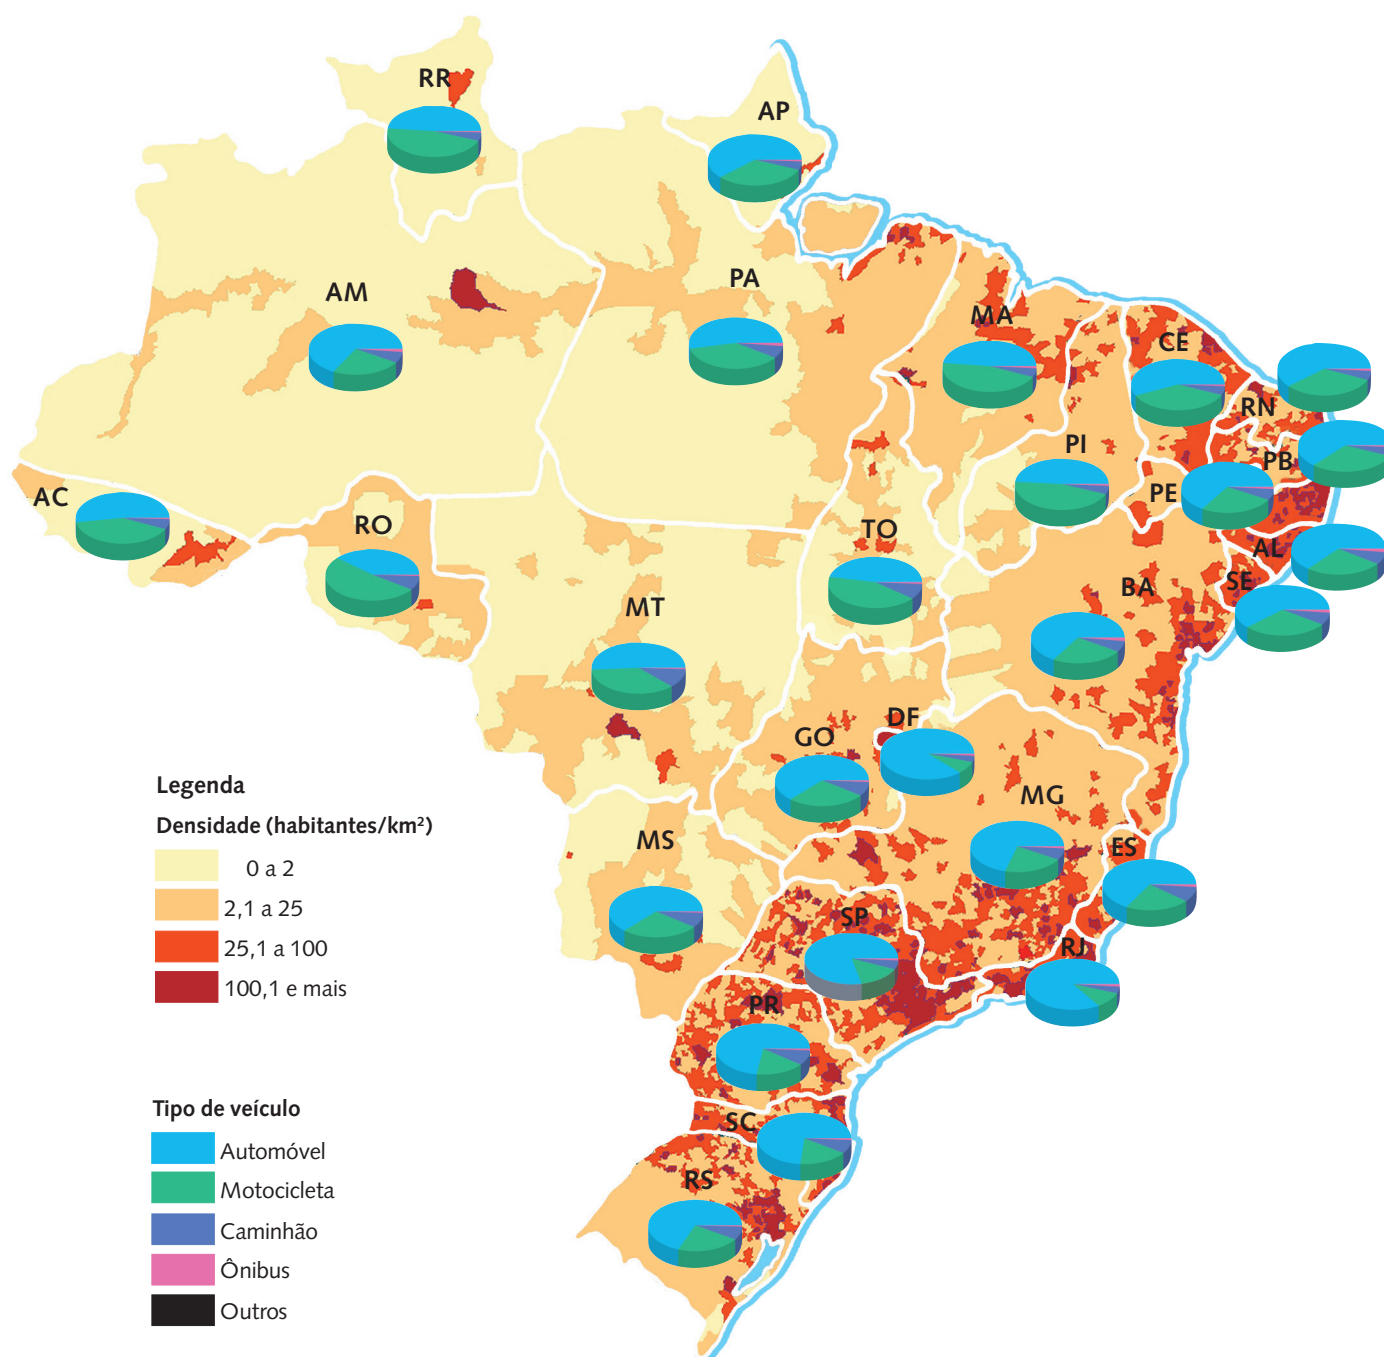 RR
AP
AM
PA
MA
CE
RN
PI
PB
PE
AC
RO
TO
AL
SE
BA
MT
DF
GO
MG
MS
ES
SP
RJ
PR
SC
RS
Legenda
Densidade (habitantes/km²)
0 a 2
2,1 a 25
25,1 a 100
100,1 e mais
Tipo de veículo
Automóvel
Motocicleta
Caminhão
Ônibus
Outros